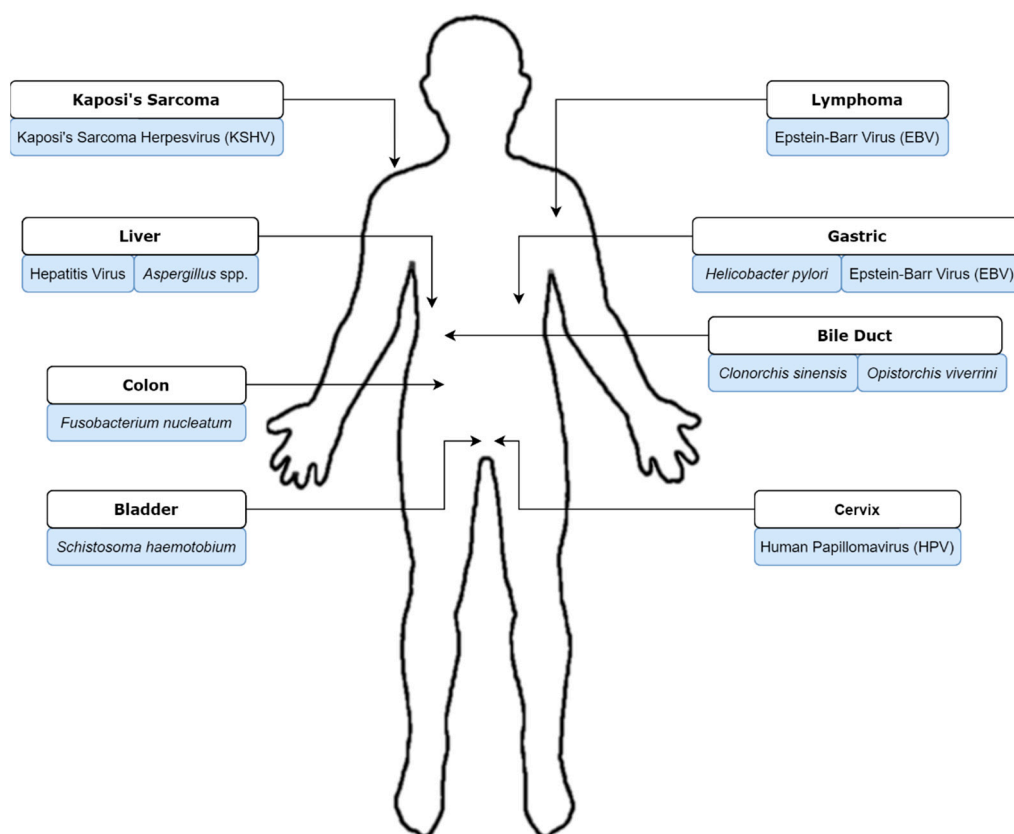 Kaposi's Sarcoma
Kaposi's Sarcoma Herpesvirus (KSHV)
Lymphoma
Epstein-Barr Virus (EBV)
Liver
Hepatitis Virus
Aspergillus spp.
Gastric
Helicobacter pylori
Epstein-Barr Virus (EBV)
Bile Duct
Clonorchis sinensis
Opistorchis viverrini
Colon
Fusobacterium nucleatum
Bladder
Schistosoma haemotobium
Cervix
Human Papillomavirus (HPV)